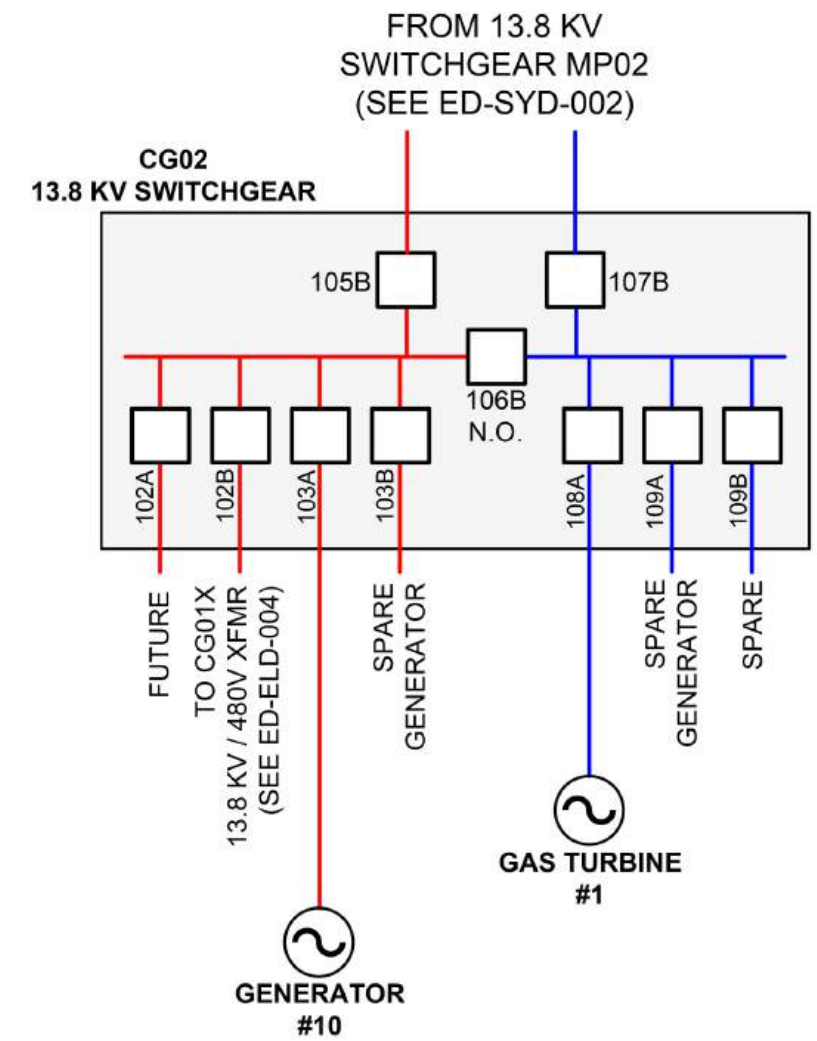 FROM 13.8 KV
SWITCHGEAR MP02
(SEE ED-SYD-002)
CG02
13.8 KV SWITCHGEAR
105B
107B
106B
N.O.
102A
102B
103A
103B
108A
109A
109B
FUTURE
TO CG01X
13.8 KV / 480V XFMR
(SEE ED-ELD-004)
SPARE
GENERATOR
SPARE
GENERATOR
SPARE
GAS TURBINE
#1
GENERATOR
#10